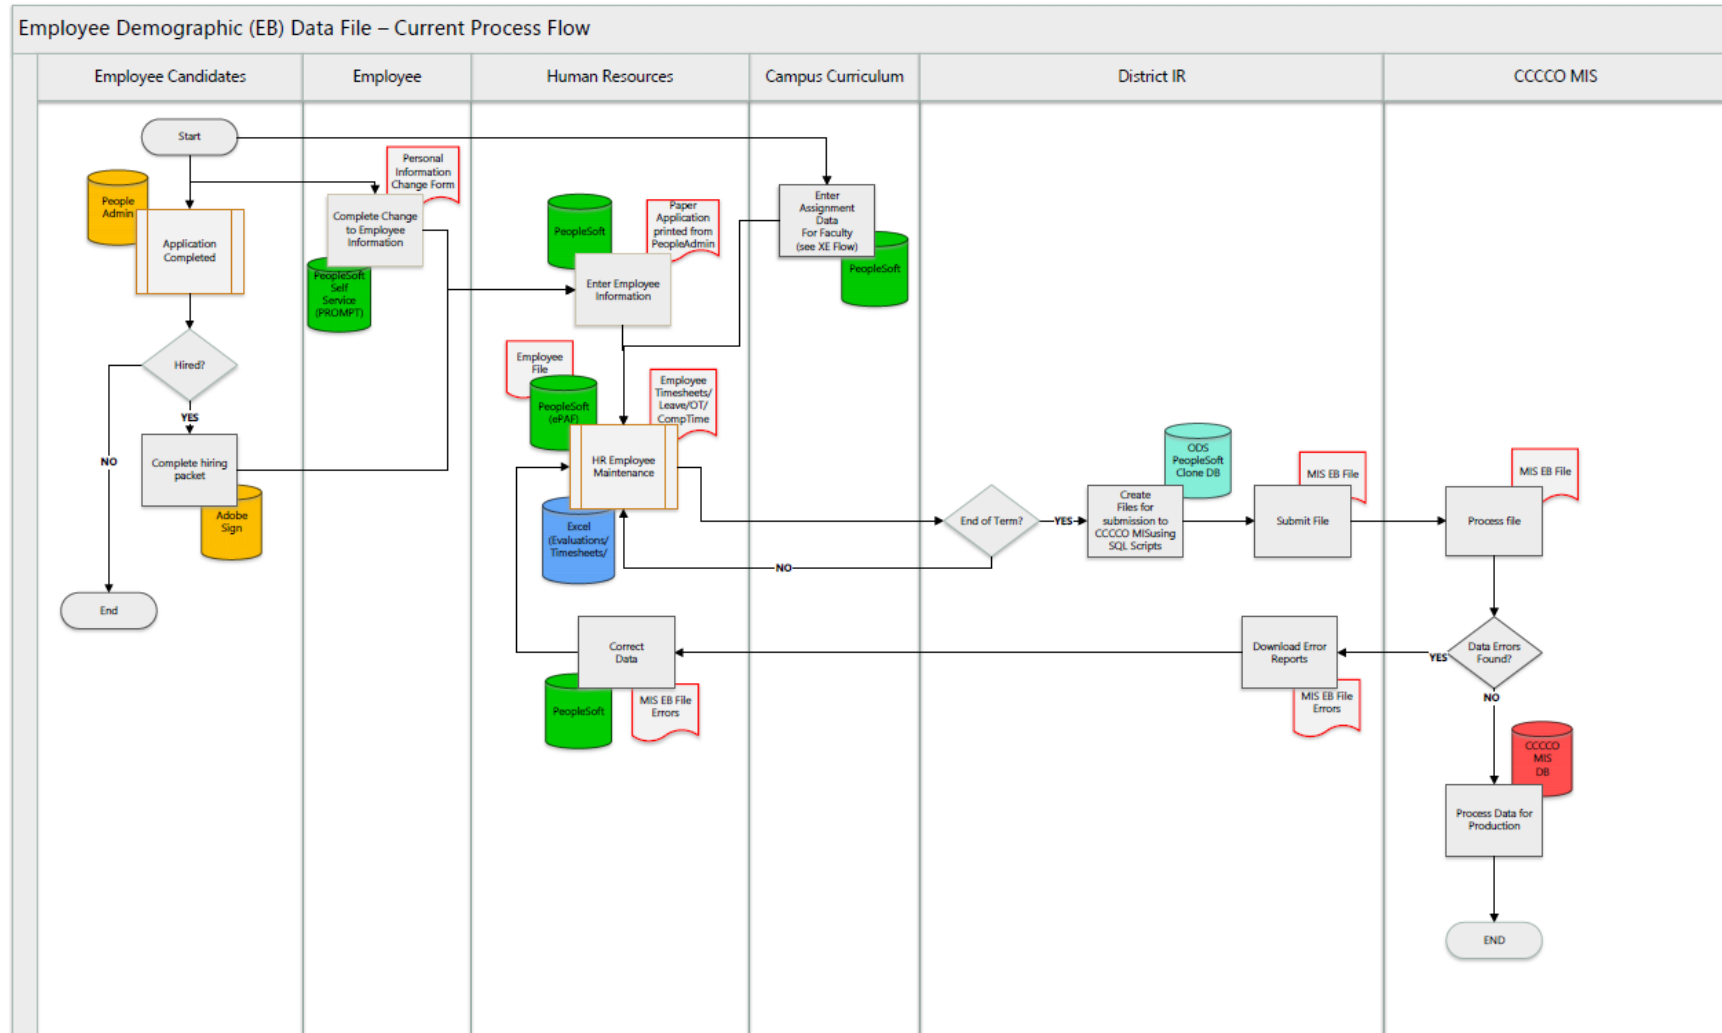 Employee Demographic (EB) Data File – Current Process Flow
Employee Candidates
Employee
Human Resources
Campus Curriculum
District IR
CCCCO MIS
Start
People
Admin
Application
Completed
Hired?
YES
NO
Complete hiring
packet
Adobe
Sign
End
Personal
Information
Change Form
Complete Change
to Employee
Information
PeopleSoft
Self
Service
(PROMPT)
PeopleSoft
Paper
Application
printed from
PeopleAdmin
Enter Employee
Information
Employee
File
PeopleSoft
(ePAF)
Employee
Timesheets/
Leave/OT/
CompTime
HR Employee
Maintenance
Excel
(Evaluations/
Timesheets/
Correct
Data
PeopleSoft
MIS EB File
Errors
Enter
Assignment
Data
For Faculty
(see XE Flow)
PeopleSoft
NO
End of Term?
YES
ODS
PeopleSoft
Clone DB
Create
Files for
submission to
CCCCO MISusing
SQL Scripts
MIS EB File
Submit File
Download Error
Reports
MIS EB File
Errors
MIS EB File
Process file
Data Errors
Found?
YES
NO
CCCCO
MIS
DB
Process Data for
Production
END